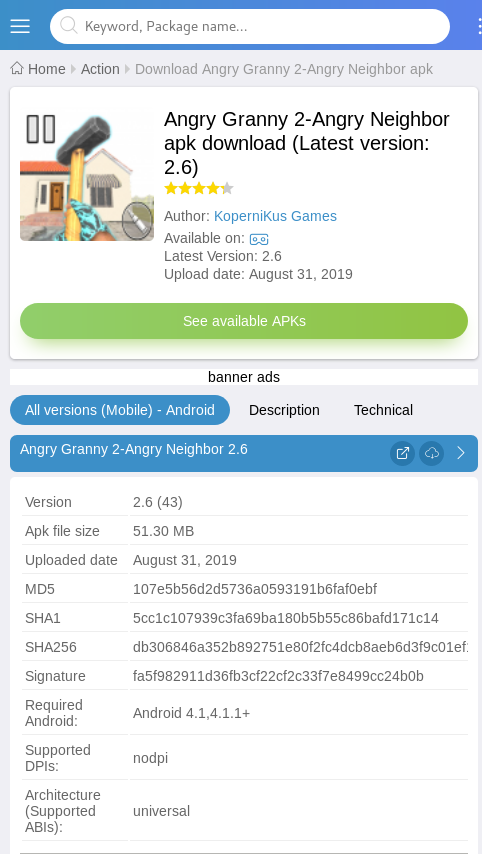 Keyword, Package name...
Home Action Download Angry Granny 2-Angry Neighbor apk
Angry Granny 2-Angry Neighbor
apk download (Latest version:
2.6)
Author: KoperniKus Games
Available on:
Latest Version: 2.6
Upload date: August 31, 2019
See available APKs
banner ads
All versions (Mobile) - Android Description Technical
Angry Granny 2-Angry Neighbor 2.6
Version 2.6 (43)
Apk file size 51.30 MB
Uploaded date August 31, 2019
MD5 107e5b56d2d5736a0593191b6faf0ebf
SHA1 5cc1c107939c3fa69ba180b5b55c86bafd171c14
SHA256 db306846a352b892751e80f2fc4dcb8aeb6d3f9c01ef
Signature fa5f982911d36fb3cf22cf2c33f7e8499cc24b0b
Required
Android: Android 4.1,4.1.1+
Supported
DPIs: nodpi
Architecture
(Supported
ABIs): universal